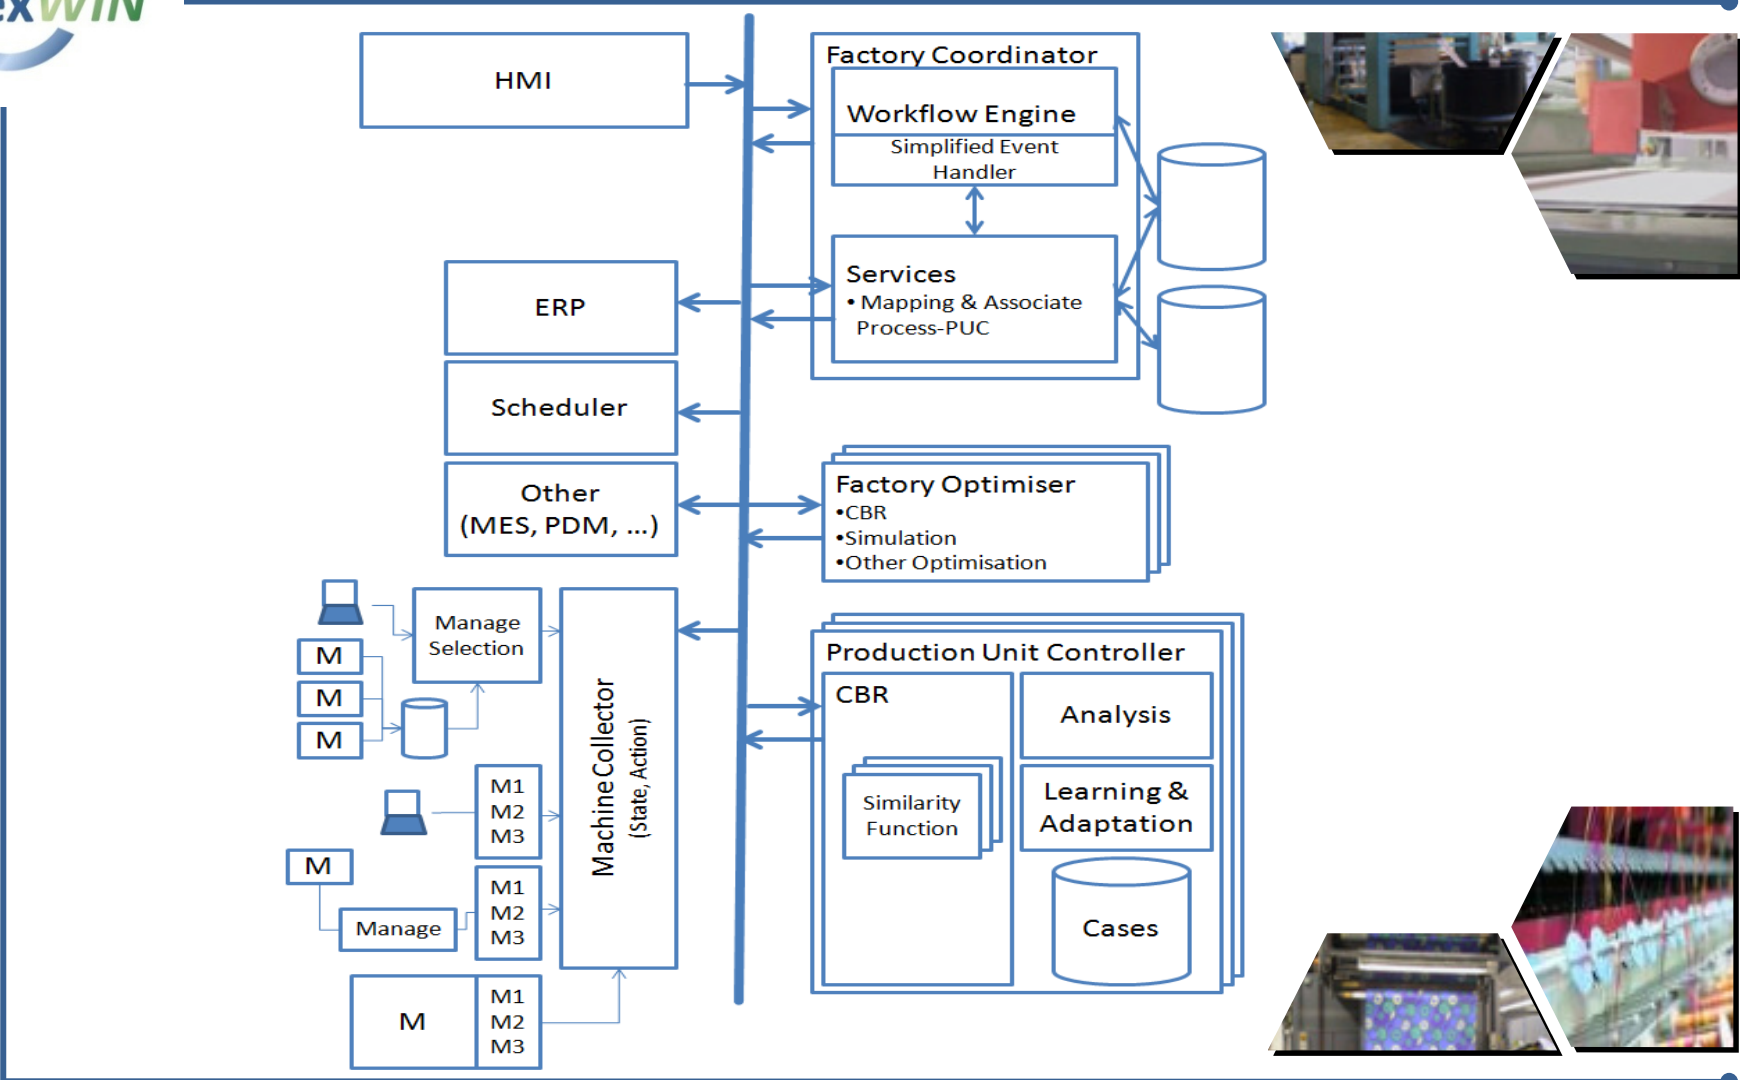 exWIN
HMI
Factory Coordinator
Workflow Engine
Simplified Event
Handler
Services
• Mapping & Associate
Process-PUC
ERP
Scheduler
Other
(MES, PDM, ...)
Factory Optimiser
•CBR
•Simulation
•Other Optimisation
Manage
Selection
M
M
M
M1
M2
M3
M
Manage
M1
M2
M3
M
M1
M2
M3
Machine Collector
(State, Action)
Production Unit Controller
CBR
Similarity
Function
Analysis
Learning &
Adaptation
Cases